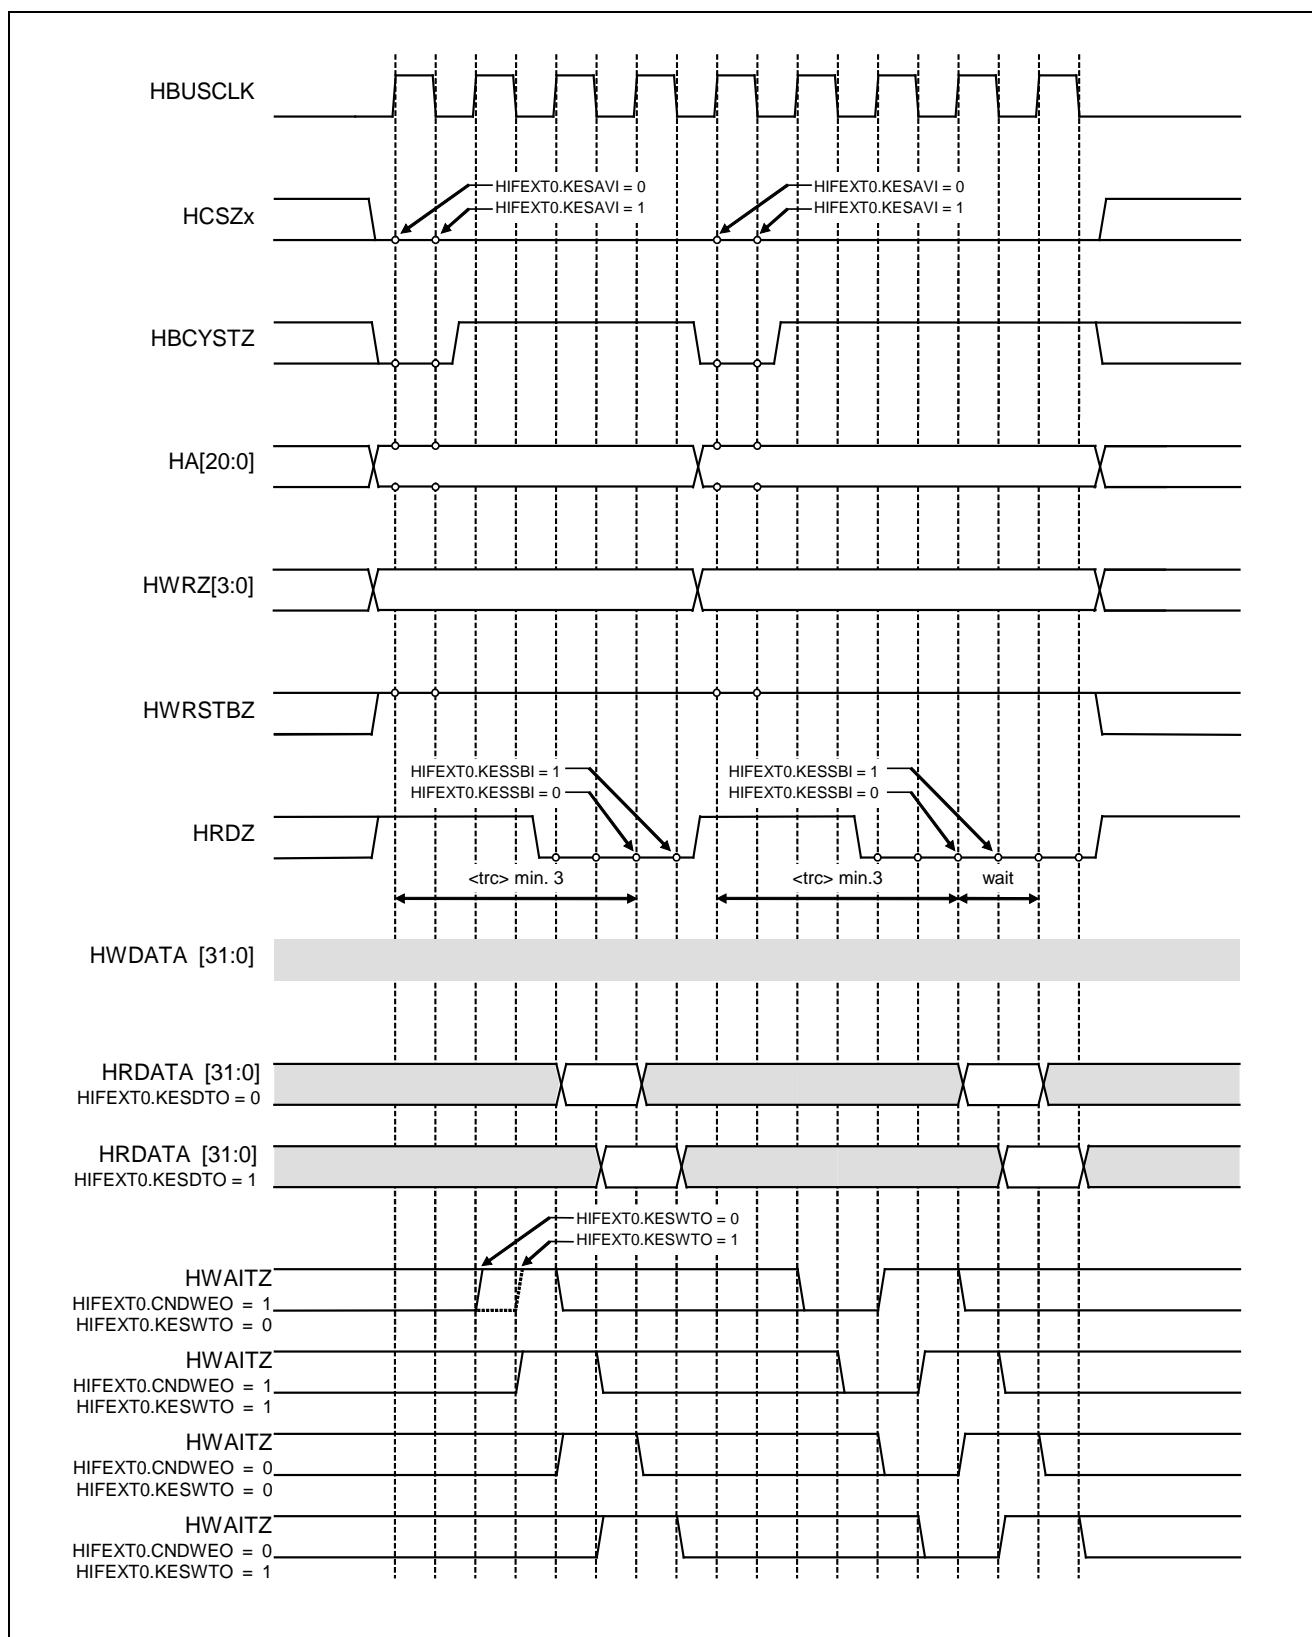 HBUSCLK
HIFEXT0.KESAVI = 0
HIFEXT0.KESAVI = 1
HIFEXT0.KESAVI = 0
HIFEXT0.KESAVI = 1
HCSZx
HBCYSTZ
HA[20:0]
HWRZ[3:0]
HWRSTBZ
HIFEXT0.KESSBI = 1
HIFEXT0.KESSBI = 0
HIFEXT0.KESSBI = 1
HIFEXT0.KESSBI = 0
HRDZ
<trc> min. 3
<trc> min.3
wait
HWDATA [31:0]
HRDATA [31:0]
HIFEXT0.KESDTO = 0
HRDATA [31:0]
HIFEXT0.KESDTO = 1
HIFEXT0.KESWTO = 0
HIFEXT0.KESWTO = 1
HWAITZ
HIFEXT0.CNDWEO = 1
HIFEXT0.KESWTO = 0
HWAITZ
HIFEXT0.CNDWEO = 1
HIFEXT0.KESWTO = 1
HWAITZ
HIFEXT0.CNDWEO = 0
HIFEXT0.KESWTO = 0
HWAITZ
HIFEXT0.CNDWEO = 0
HIFEXT0.KESWTO = 1